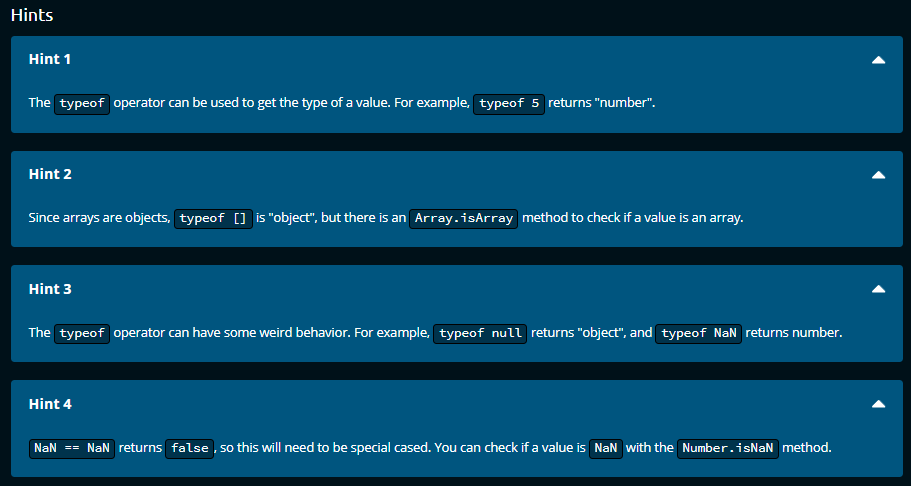 Hints
Hint 1
The typeof operator can be used to get the type of a value. For example, typeof 5 returns "number".
Hint 2
Since arrays are objects, typeof [] is "object", but there is an Array.isArray method to check if a value is an array.
Hint 3
The typeof operator can have some weird behavior. For example, typeof null returns "object", and typeof NaN returns number.
Hint 4
NaN == NaN returns false, so this will need to be special cased. You can check if a value is NaN with the Number.isNaN method.